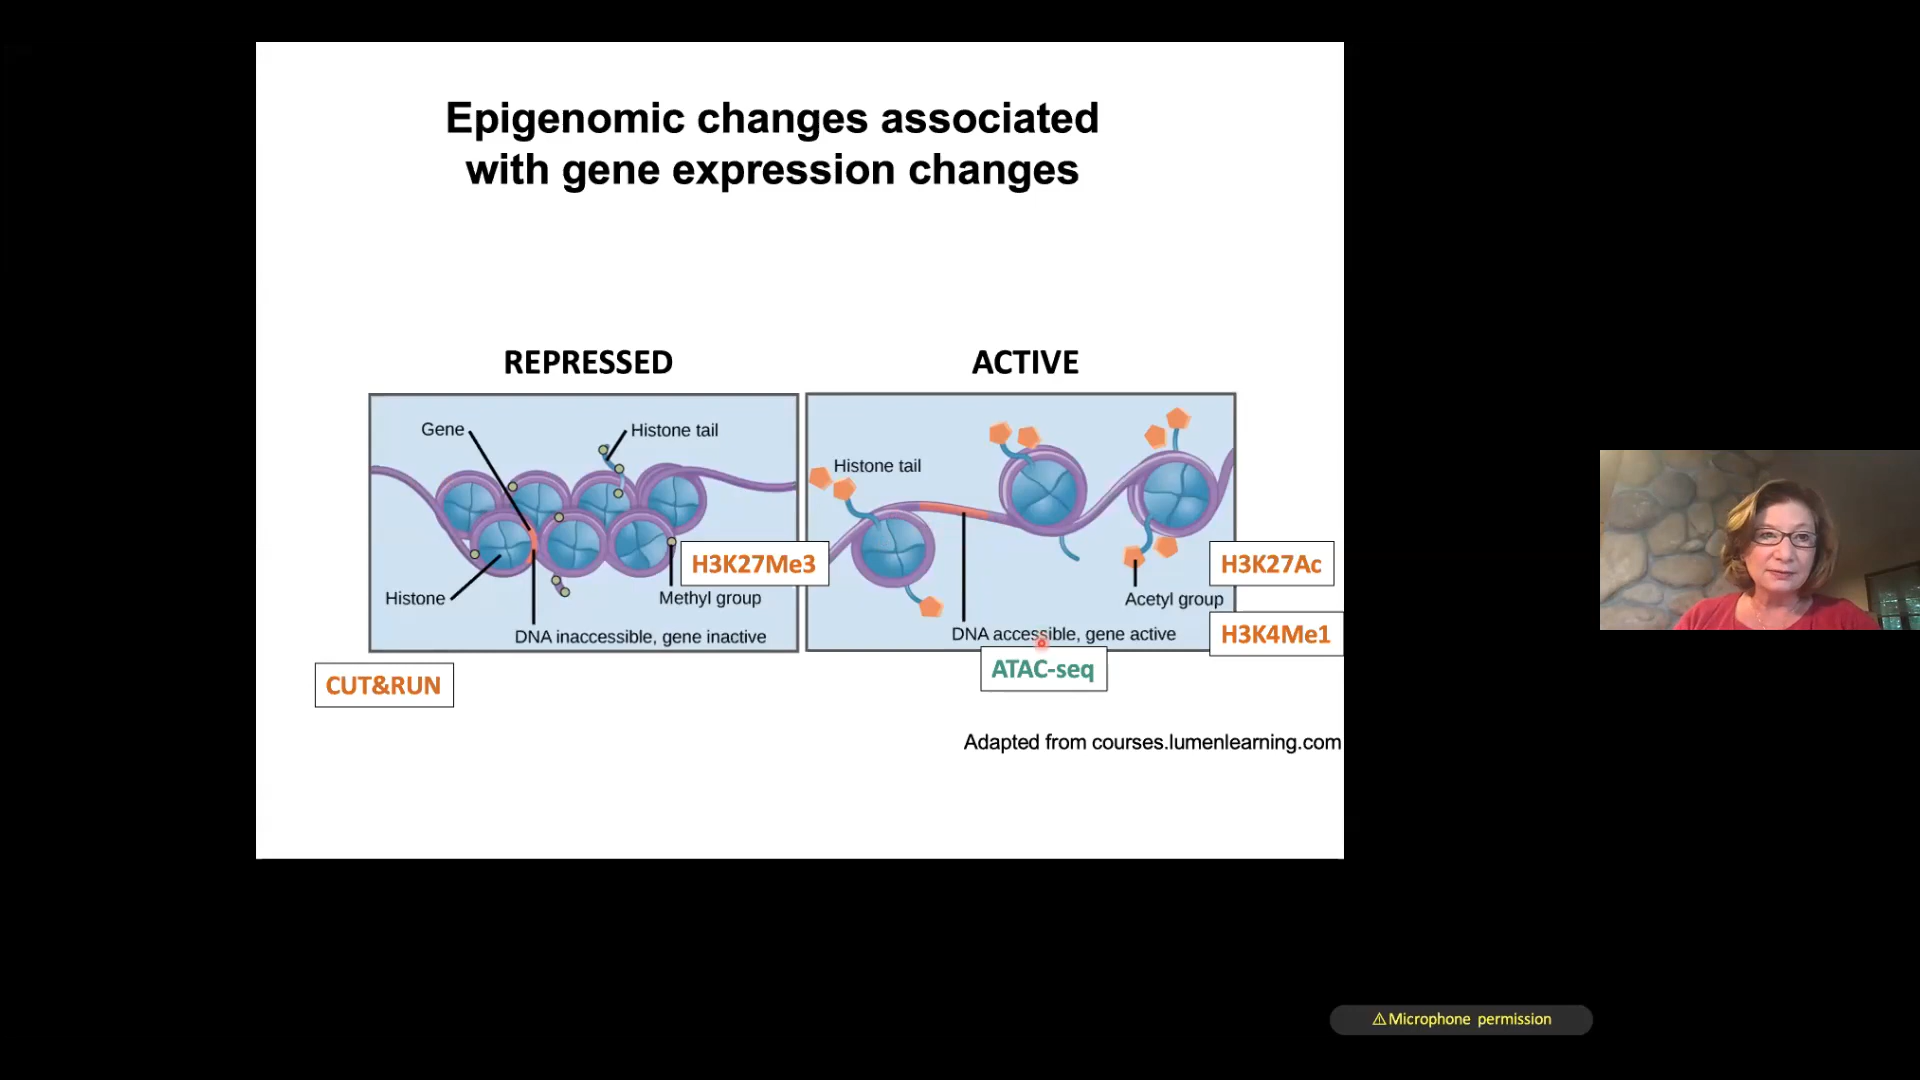 Epigenomic changes associated
with gene expression changes
REPRESSED
ACTIVE
Gene
Histone tail
Histone
Methyl group
H3K27Me3
DNA inaccessible, gene inactive
CUT&RUN
Histone tail
H3K27Ac
Acetyl group
DNA accessible, gene active
H3K4Me1
ATAC-seq
Adapted from courses.lumenlearning.com
⚠Microphone permission